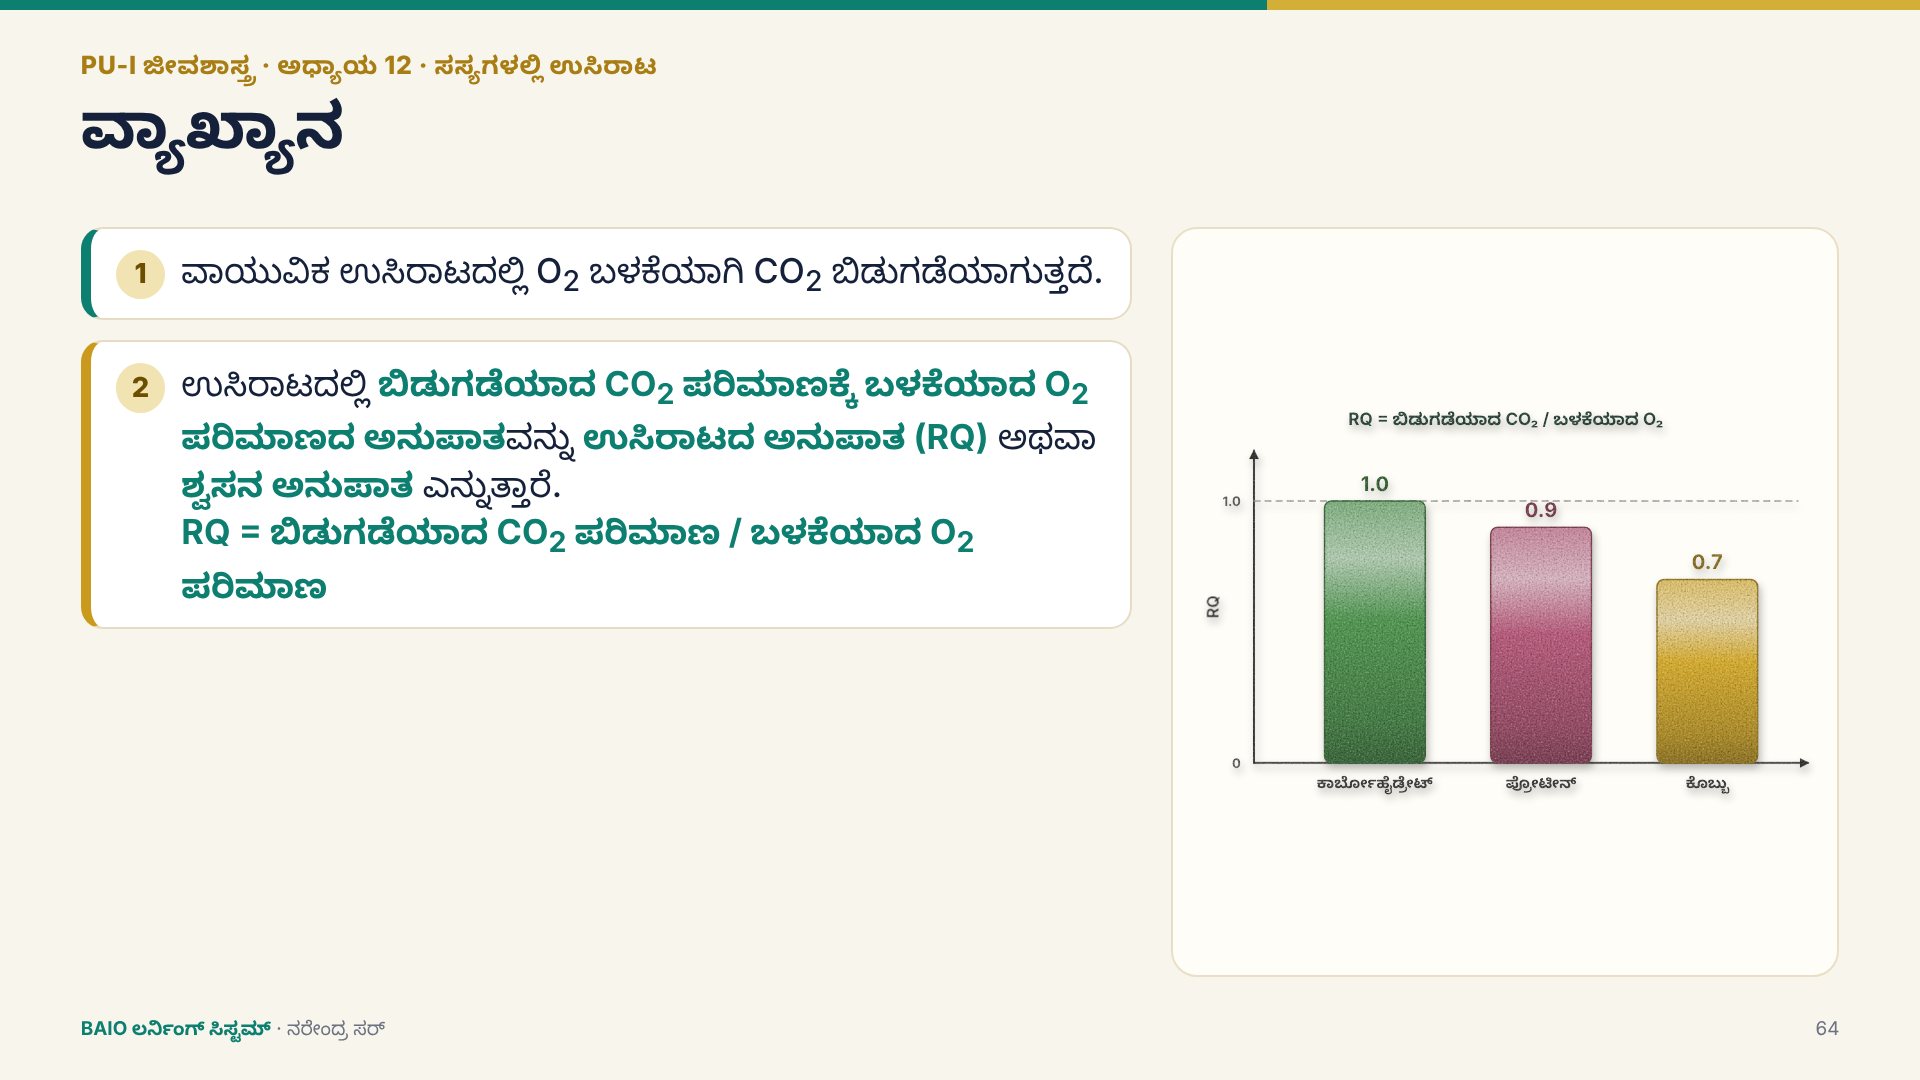 PU-I ಜೀವಶಾಸ್ತ್ರ · ಅಧ್ಯಾಯ 12 · ಸಸ್ಯಗಳಲ್ಲಿ ಉಸಿರಾಟ
ವ್ಯಾಖ್ಯಾನ
1 ವಾಯುವಿಕ ಉಸಿರಾಟದಲ್ಲಿ O₂ ಬಳಕೆಯಾಗಿ CO₂ ಬಿಡುಗಡೆಯಾಗುತ್ತದೆ.
2 ಉಸಿರಾಟದಲ್ಲಿ ಬಿಡುಗಡೆಯಾದ CO₂ ಪರಿಮಾಣಕ್ಕೆ ಬಳಕೆಯಾದ O₂
ಪರಿಮಾಣದ ಅನುಪಾತವನ್ನು ಉಸಿರಾಟದ ಅನುಪಾತ (RQ) ಅಥವಾ
ಶ್ವಸನ ಅನುಪಾತ ಎನ್ನುತ್ತಾರೆ.
RQ = ಬಿಡುಗಡೆಯಾದ CO₂ ಪರಿಮಾಣ / ಬಳಕೆಯಾದ O₂
ಪರಿಮಾಣ
RQ = ಬಿಡುಗಡೆಯಾದ CO₂ / ಬಳಕೆಯಾದ O₂
1.0
1.0
0.9
0.7
RQ
0
ಕಾರ್ಬೋಹೈಡ್ರೇಟ್ ಪ್ರೋಟೀನ್ ಕೊಬ್ಬು
BAIO ಲರ್ನಿಂಗ್ ಸಿಸ್ಟಮ್ · ನರೇಂದ್ರ ಸರ್
64